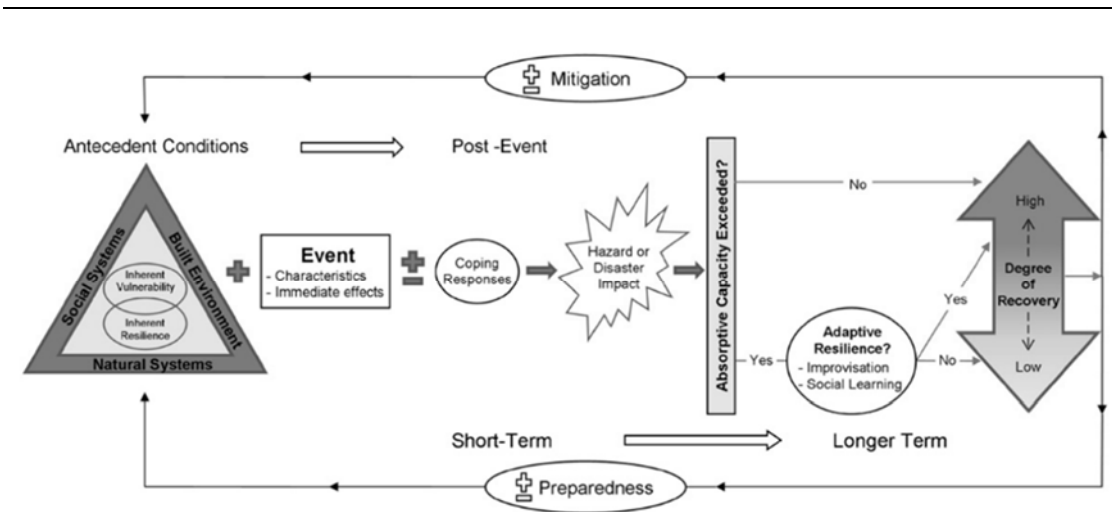 Mitigation
Antecedent Conditions
Post -Event
Social Systems
Built Environment
Natural Systems
Inherent
Vulnerability
Inherent
Resilience
Event
- Characteristics
- Immediate effects
Coping
Responses
Hazard or
Disaster
Impact
Absorptive Capacity Exceeded?
No
Yes
Adaptive
Resilience?
- Improvisation
- Social Learning
Yes
No
High
Degree
of
Recovery
Low
Short-Term
Longer Term
Preparedness